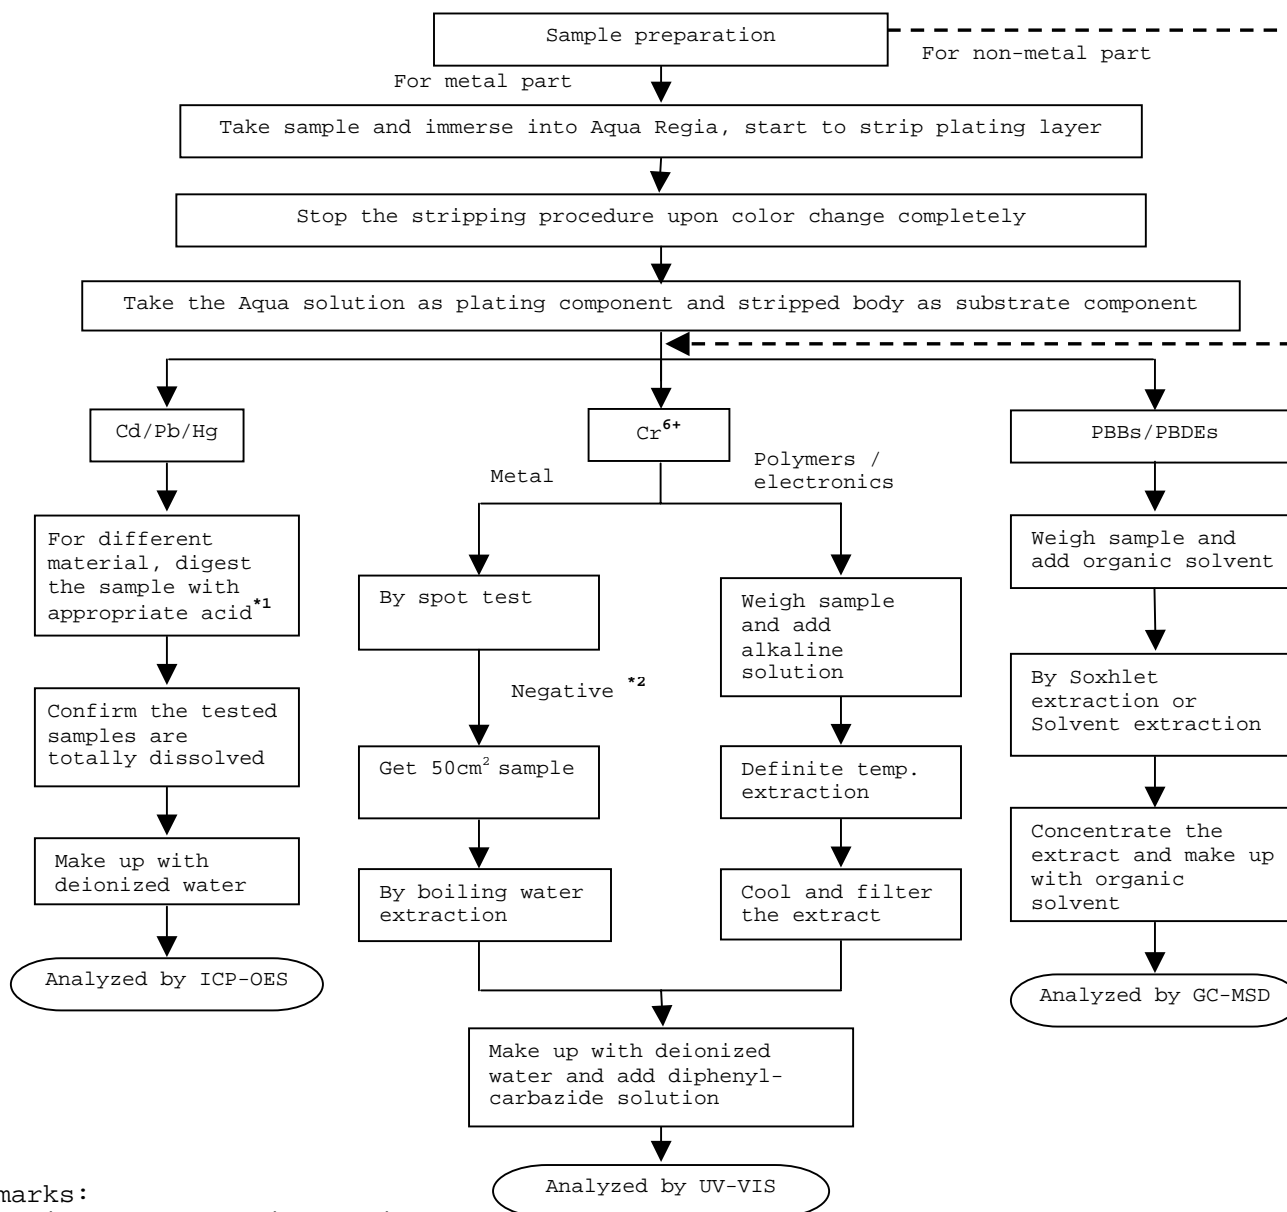 Sample preparation
For non-metal part
For metal part
Take sample and immerse into Aqua Regia, start to strip plating layer
Stop the stripping procedure upon color change completely
Take the Aqua solution as plating component and stripped body as substrate component
Cd/Pb/Hg
For different
material, digest
the sample with
appropriate acid*1
Confirm the tested
samples are
totally dissolved
Make up with
deionized water
Analyzed by ICP-OES
Cr6+
Metal
By spot test
Negative *2
Get 50cm2 sample
By boiling water
extraction
Polymers /
electronics
Weigh sample
and add
alkaline
solution
Definite temp.
extraction
Cool and filter
the extract
Make up with deionized
water and add diphenyl-
carbazide solution
Analyzed by UV-VIS
PBBs/PBDEs
Weigh sample and
add organic solvent
By Soxhlet
extraction or
Solvent extraction
Concentrate the
extract and make up
with organic
solvent
Analyzed by GC-MSD
marks: